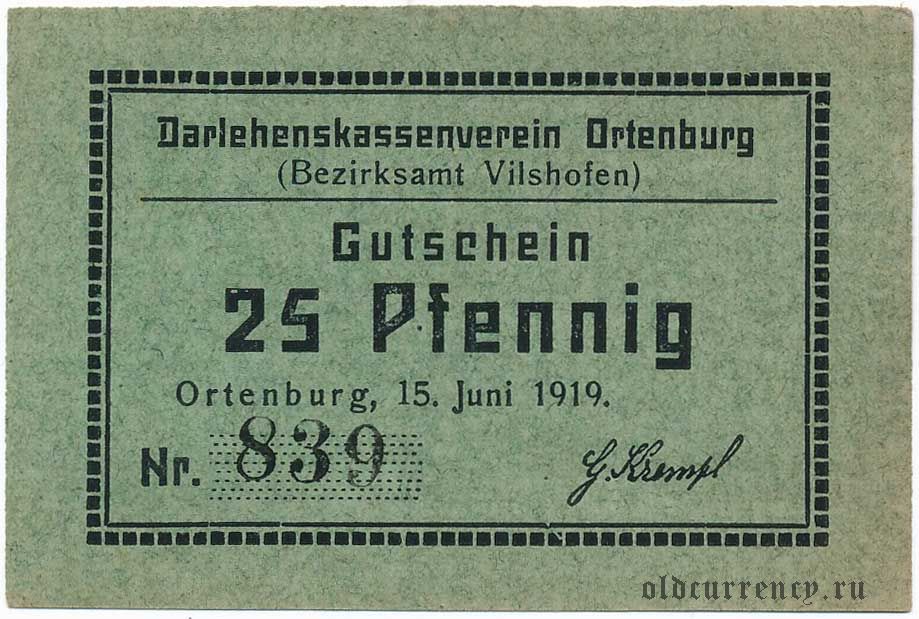 Darlehenskassenverein Ortenburg
(Bezirksamt Vilshofen)
Gutschein
25 Pfennig
Ortenburg, 15. Juni 1919.
Nr. 839
G. Krempl
oldcurrency.ru